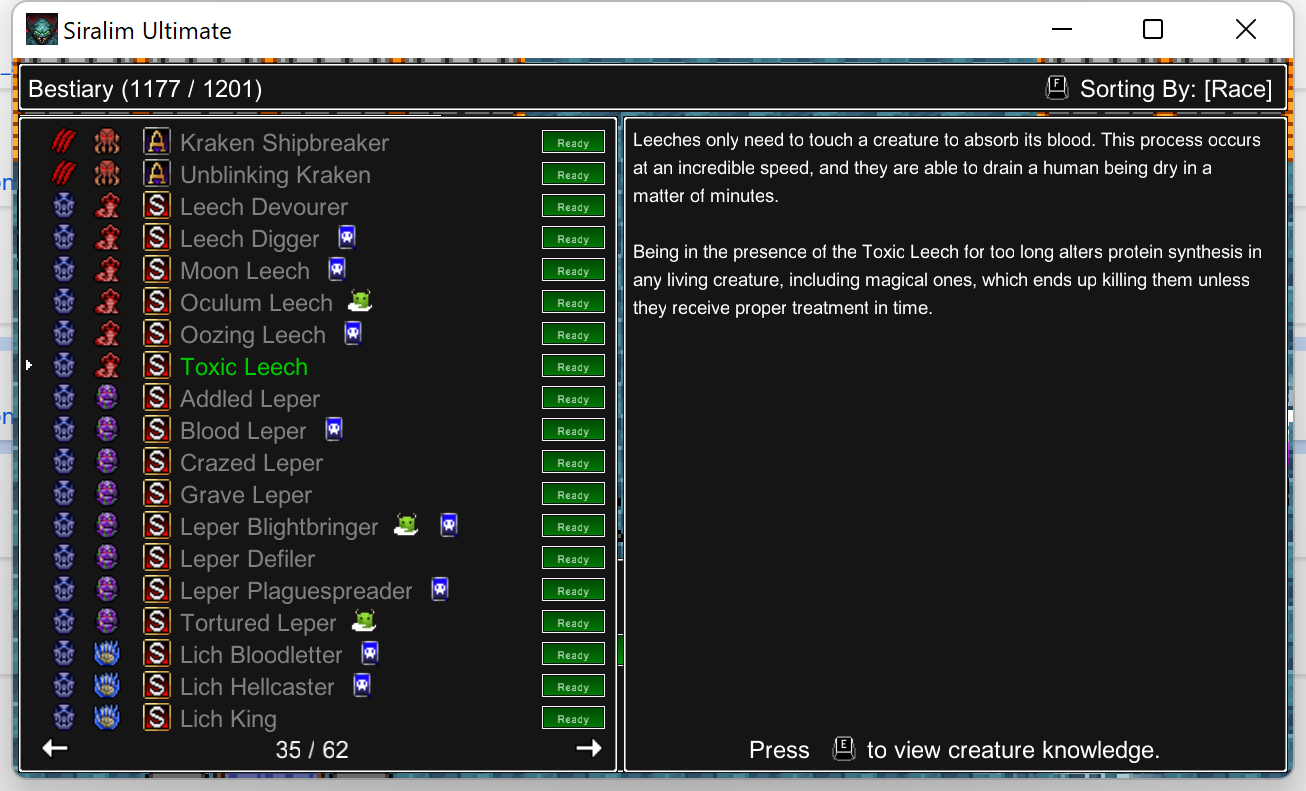 Siralim Ultimate
Bestiary (1177 / 1201)
F Sorting By: [Race]
A Kraken Shipbreaker Ready
A Unblinking Kraken Ready
S Leech Devourer Ready
S Leech Digger Ready
S Moon Leech Ready
S Oculum Leech Ready
S Oozing Leech Ready
S Toxic Leech Ready
S Addled Leper Ready
S Blood Leper Ready
S Crazed Leper Ready
S Grave Leper Ready
S Leper Blightbringer Ready
S Leper Defiler Ready
S Leper Plaguespreader Ready
S Tortured Leper Ready
S Lich Bloodletter Ready
S Lich Hellcaster Ready
S Lich King Ready
35 / 62
Leeches only need to touch a creature to absorb its blood. This process occurs
at an incredible speed, and they are able to drain a human being dry in a
matter of minutes.
Being in the presence of the Toxic Leech for too long alters protein synthesis in
any living creature, including magical ones, which ends up killing them unless
they receive proper treatment in time.
Press E to view creature knowledge.